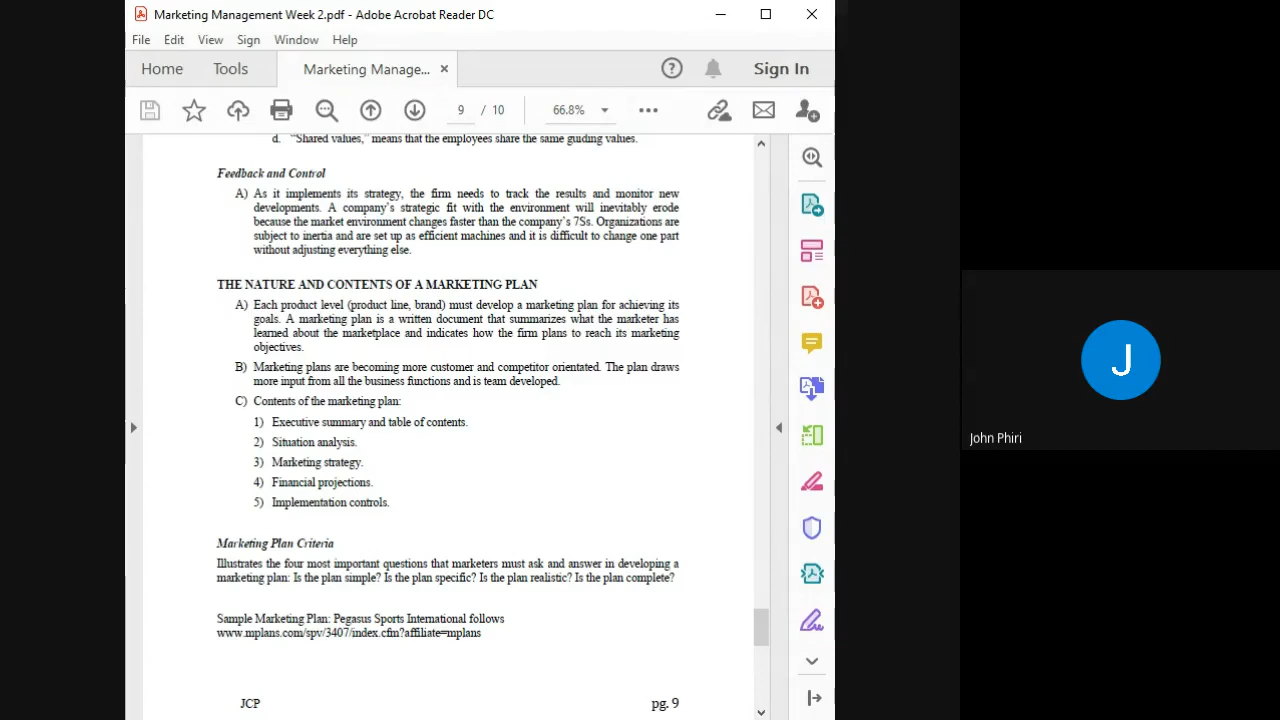 Marketing Management Week 2.pdf - Adobe Acrobat Reader DC
File Edit View Sign Window Help
Home Tools Marketing Manage... × Sign In
9 / 10 66.8%
d. "Shared values," means that the employees share the same guiding values.
Feedback and Control
A) As it implements its strategy, the firm needs to track the results and monitor new
developments. A company's strategic fit with the environment will inevitably erode
because the market environment changes faster than the company's 7Ss. Organizations are
subject to inertia and are set up as efficient machines and it is difficult to change one part
without adjusting everything else.
THE NATURE AND CONTENTS OF A MARKETING PLAN
A) Each product level (product line, brand) must develop a marketing plan for achieving its
goals. A marketing plan is a written document that summarizes what the marketer has
learned about the marketplace and indicates how the firm plans to reach its marketing
objectives.
B) Marketing plans are becoming more customer and competitor orientated. The plan draws
more input from all the business functions and is team developed.
C) Contents of the marketing plan:
1) Executive summary and table of contents.
2) Situation analysis.
3) Marketing strategy.
4) Financial projections.
5) Implementation controls.
Marketing Plan Criteria
Illustrates the four most important questions that marketers must ask and answer in developing a
marketing plan: Is the plan simple? Is the plan specific? Is the plan realistic? Is the plan complete?
Sample Marketing Plan: Pegasus Sports International follows
www.mplans.com/spv/3407/index.cfm?affiliate=mplans
JCP pg. 9
J
John Phiri